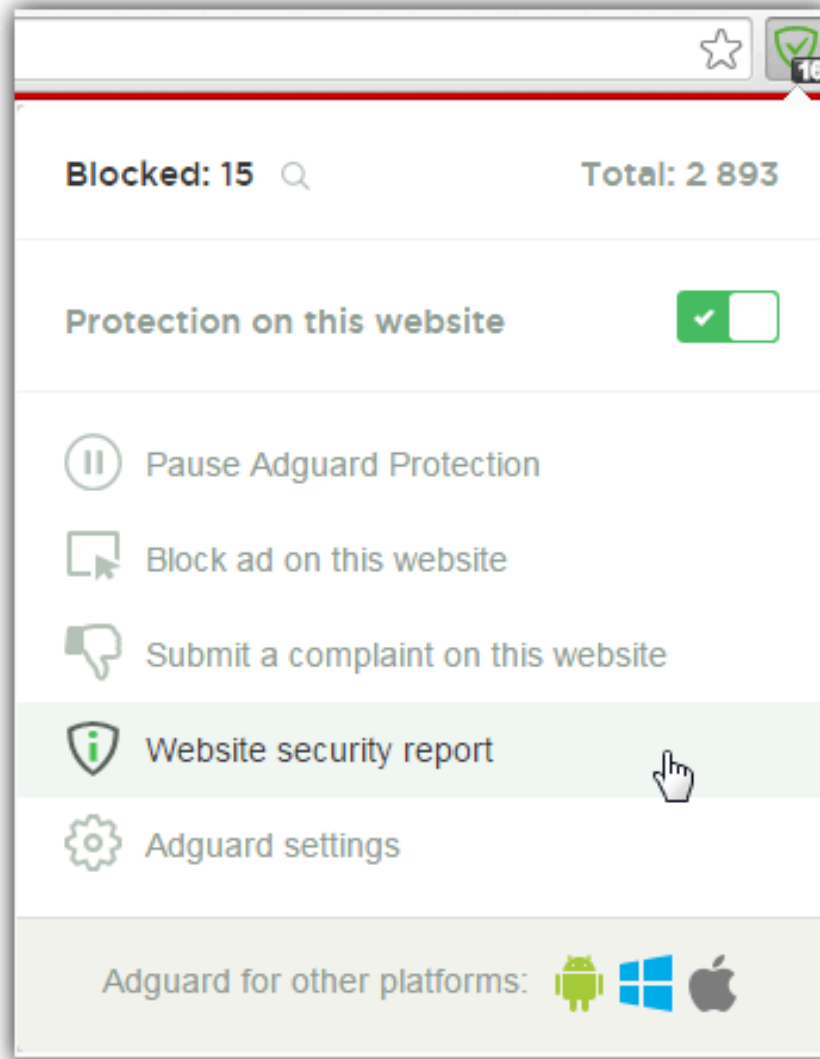 16
Blocked: 15 Total: 2 893
Protection on this website
Pause Adguard Protection
Block ad on this website
Submit a complaint on this website
Website security report
Adguard settings
Adguard for other platforms: